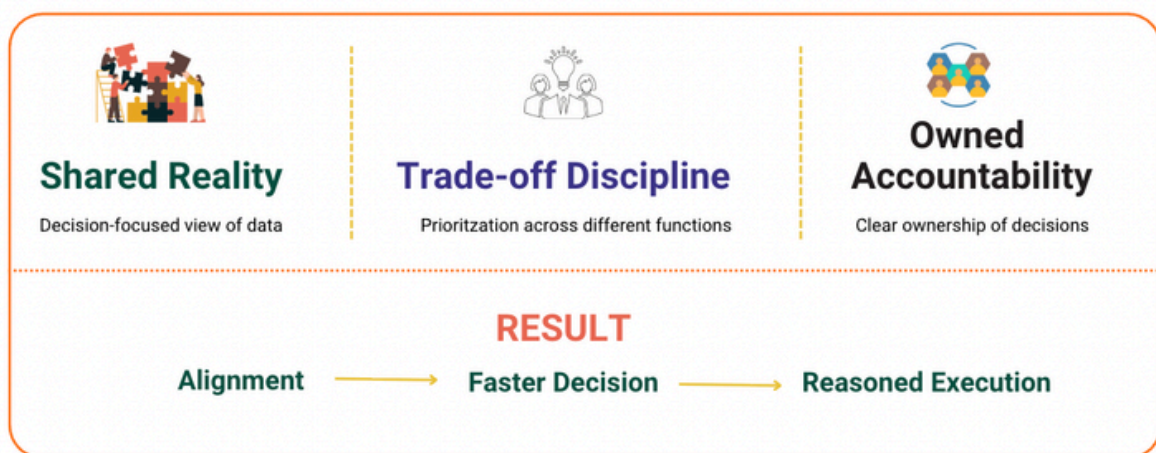 Shared Reality
Decision-focused view of data
Trade-off Discipline
Prioritzation across different functions
Owned
Accountability
Clear ownership of decisions
RESULT
Alignment
Faster Decision
Reasoned Execution